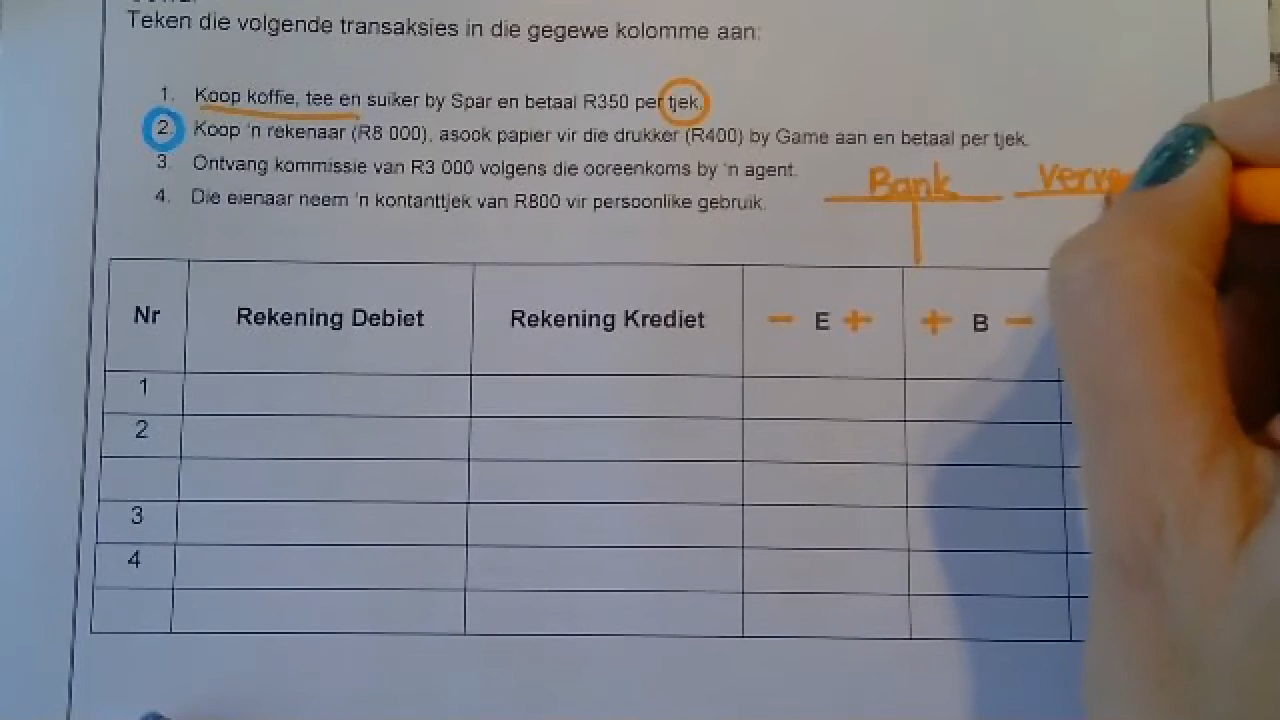 Teken die volgende transaksies in die gegewe kolomme aan:
1. Koop koffie, tee en suiker by Spar en betaal R350 per tjek.
2. Koop 'n rekenaar (R8 000), asook papier vir die drukker (R400) by Game aan en betaal per tjek.
3. Ontvang kommissie van R3 000 volgens die ooreenkoms by 'n agent.
4. Die eienaar neem 'n kontanttjek van R800 vir persoonlike gebruik.
Bank
Nr Rekening Debiet Rekening Krediet − E + + B −
1
2
3
4